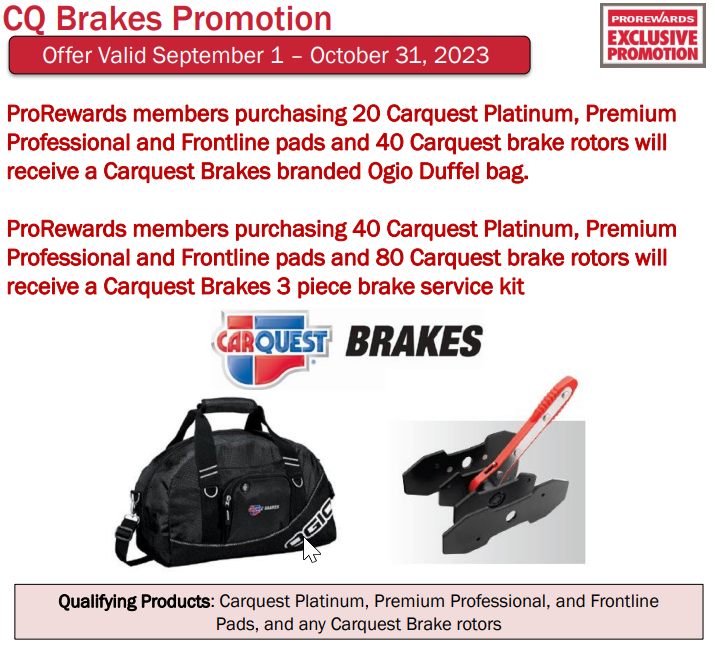 CQ Brakes Promotion
Offer Valid September 1 – October 31, 2023
PROREWARDS
EXCLUSIVE
PROMOTION
ProRewards members purchasing 20 Carquest Platinum, Premium
Professional and Frontline pads and 40 Carquest brake rotors will
receive a Carquest Brakes branded Ogio Duffel bag.
ProRewards members purchasing 40 Carquest Platinum, Premium
Professional and Frontline pads and 80 Carquest brake rotors will
receive a Carquest Brakes 3 piece brake service kit
CARQUEST BRAKES
CARQUEST BRAKES
OGIO
Qualifying Products: Carquest Platinum, Premium Professional, and Frontline
Pads, and any Carquest Brake rotors